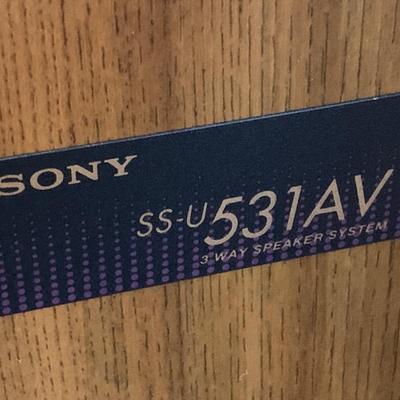 SONY
SS-U531AV
3 WAY SPEAKER SYSTEM